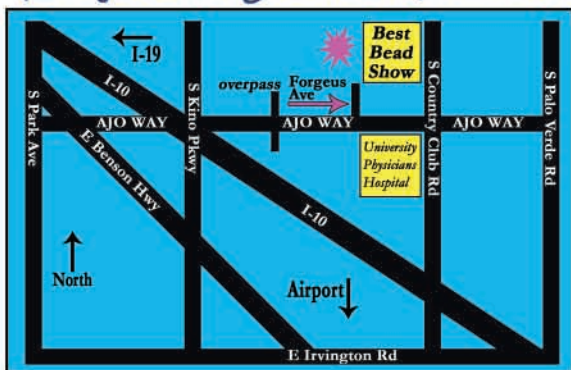 I-19
I-10
S Park Ave
S Kino Pkwy
overpass
Forgeus
Ave
Best
Bead
Show
S Country Club Rd
S Palo Verde Rd
AJO WAY
AJO WAY
AJO WAY
E Benson Hwy
University
Physicians
Hospital
I-10
North
Airport
E Irvington Rd